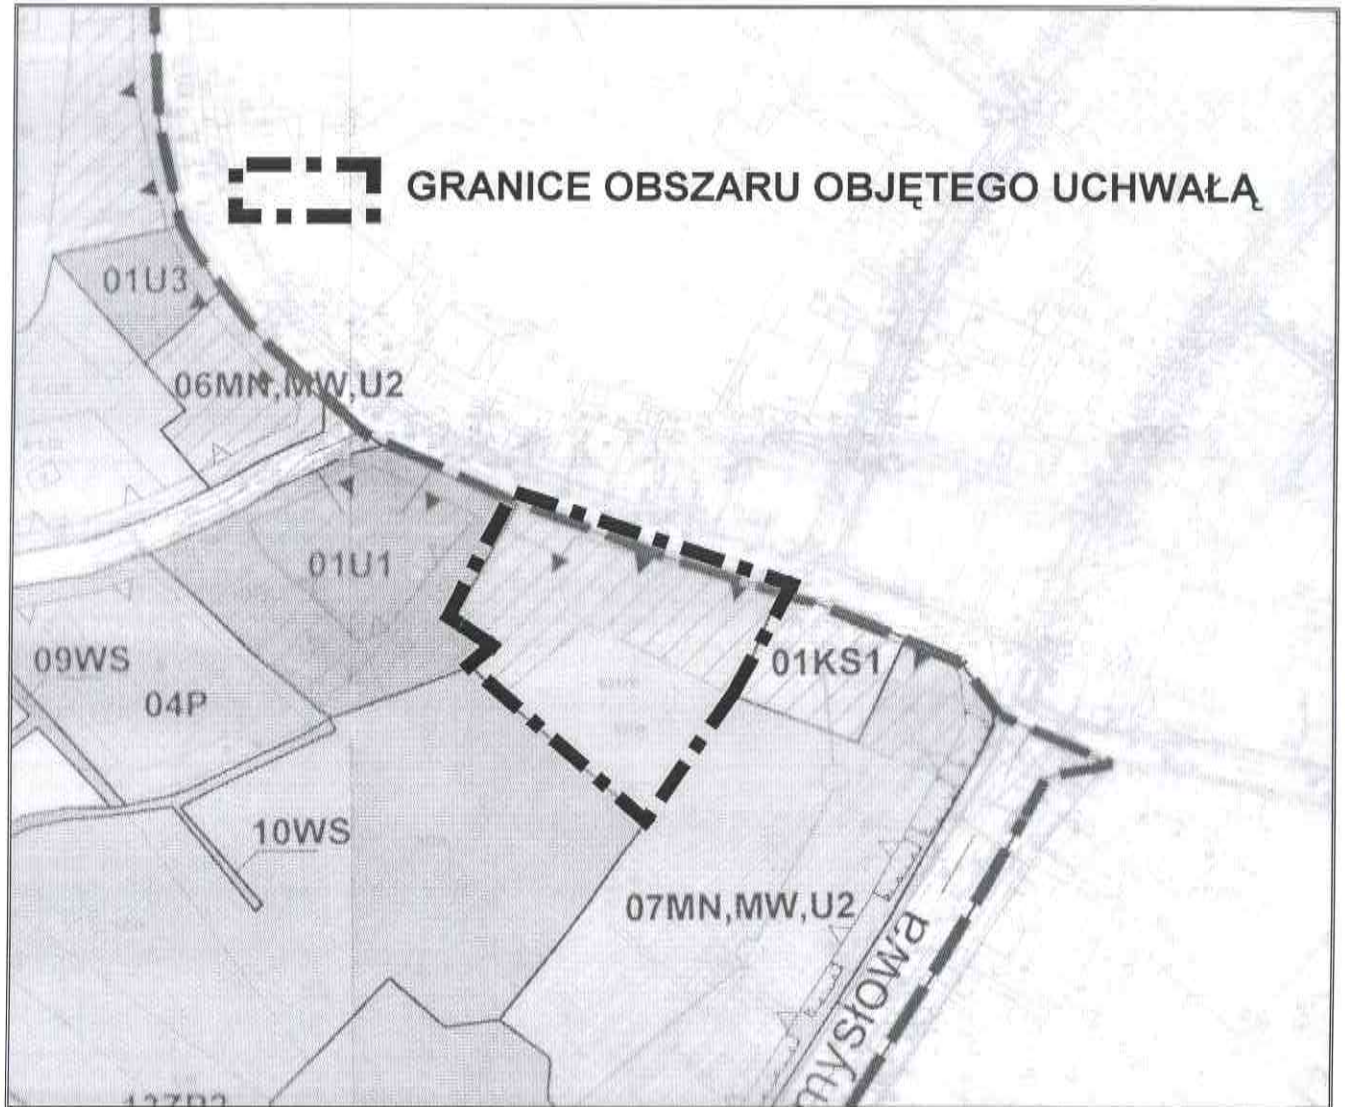 GRANICE OBSZARU OBJĘTEGO UCHWAŁĄ
01U3
06MN,MW,U2
01U1
01KS1
09WS
04P
10WS
07MN,MW,U2
mysłowa